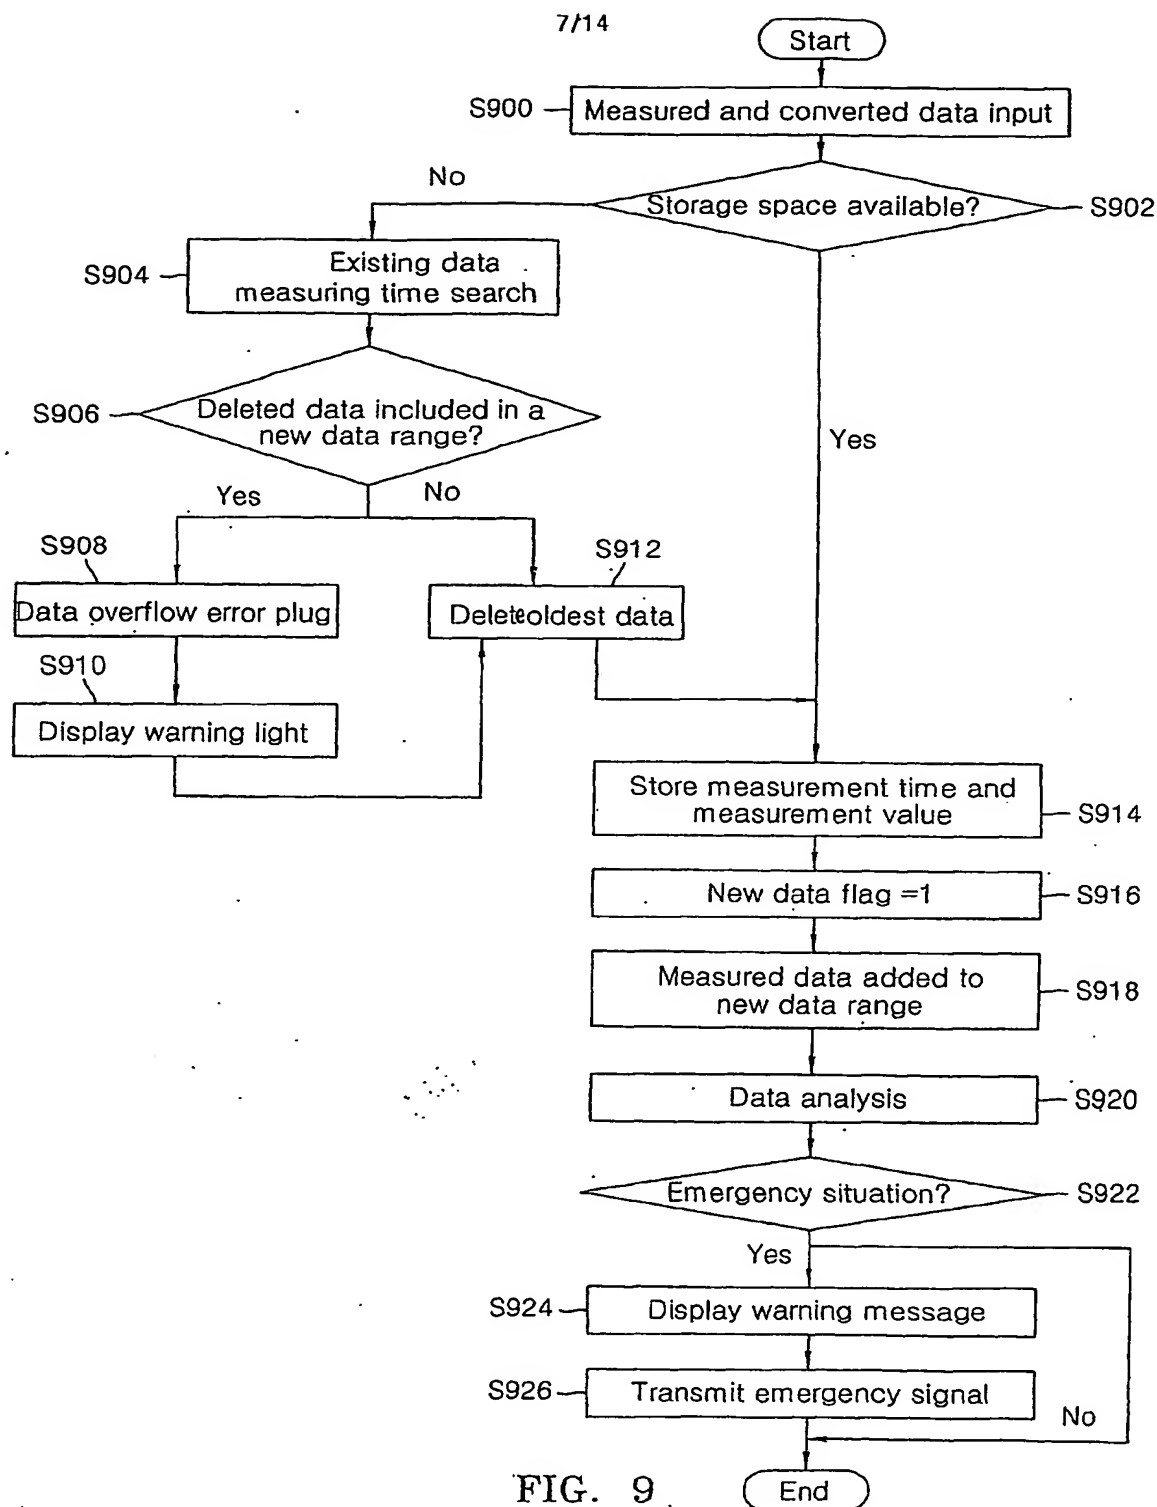 7/14
Start
S900
Measured and converted data input
No
Storage space available?
S902
S904
Existing data
measuring time search
S906
Deleted data included in a
new data range?
Yes
Yes
No
S908
S912
Data overflow error plug
Deleteoldest data
S910
Display warning light
Store measurement time and
measurement value
S914
New data flag =1
S916
Measured data added to
new data range
S918
Data analysis
S920
Emergency situation?
S922
Yes
S924
Display warning message
S926
Transmit emergency signal
No
FIG. 9
End